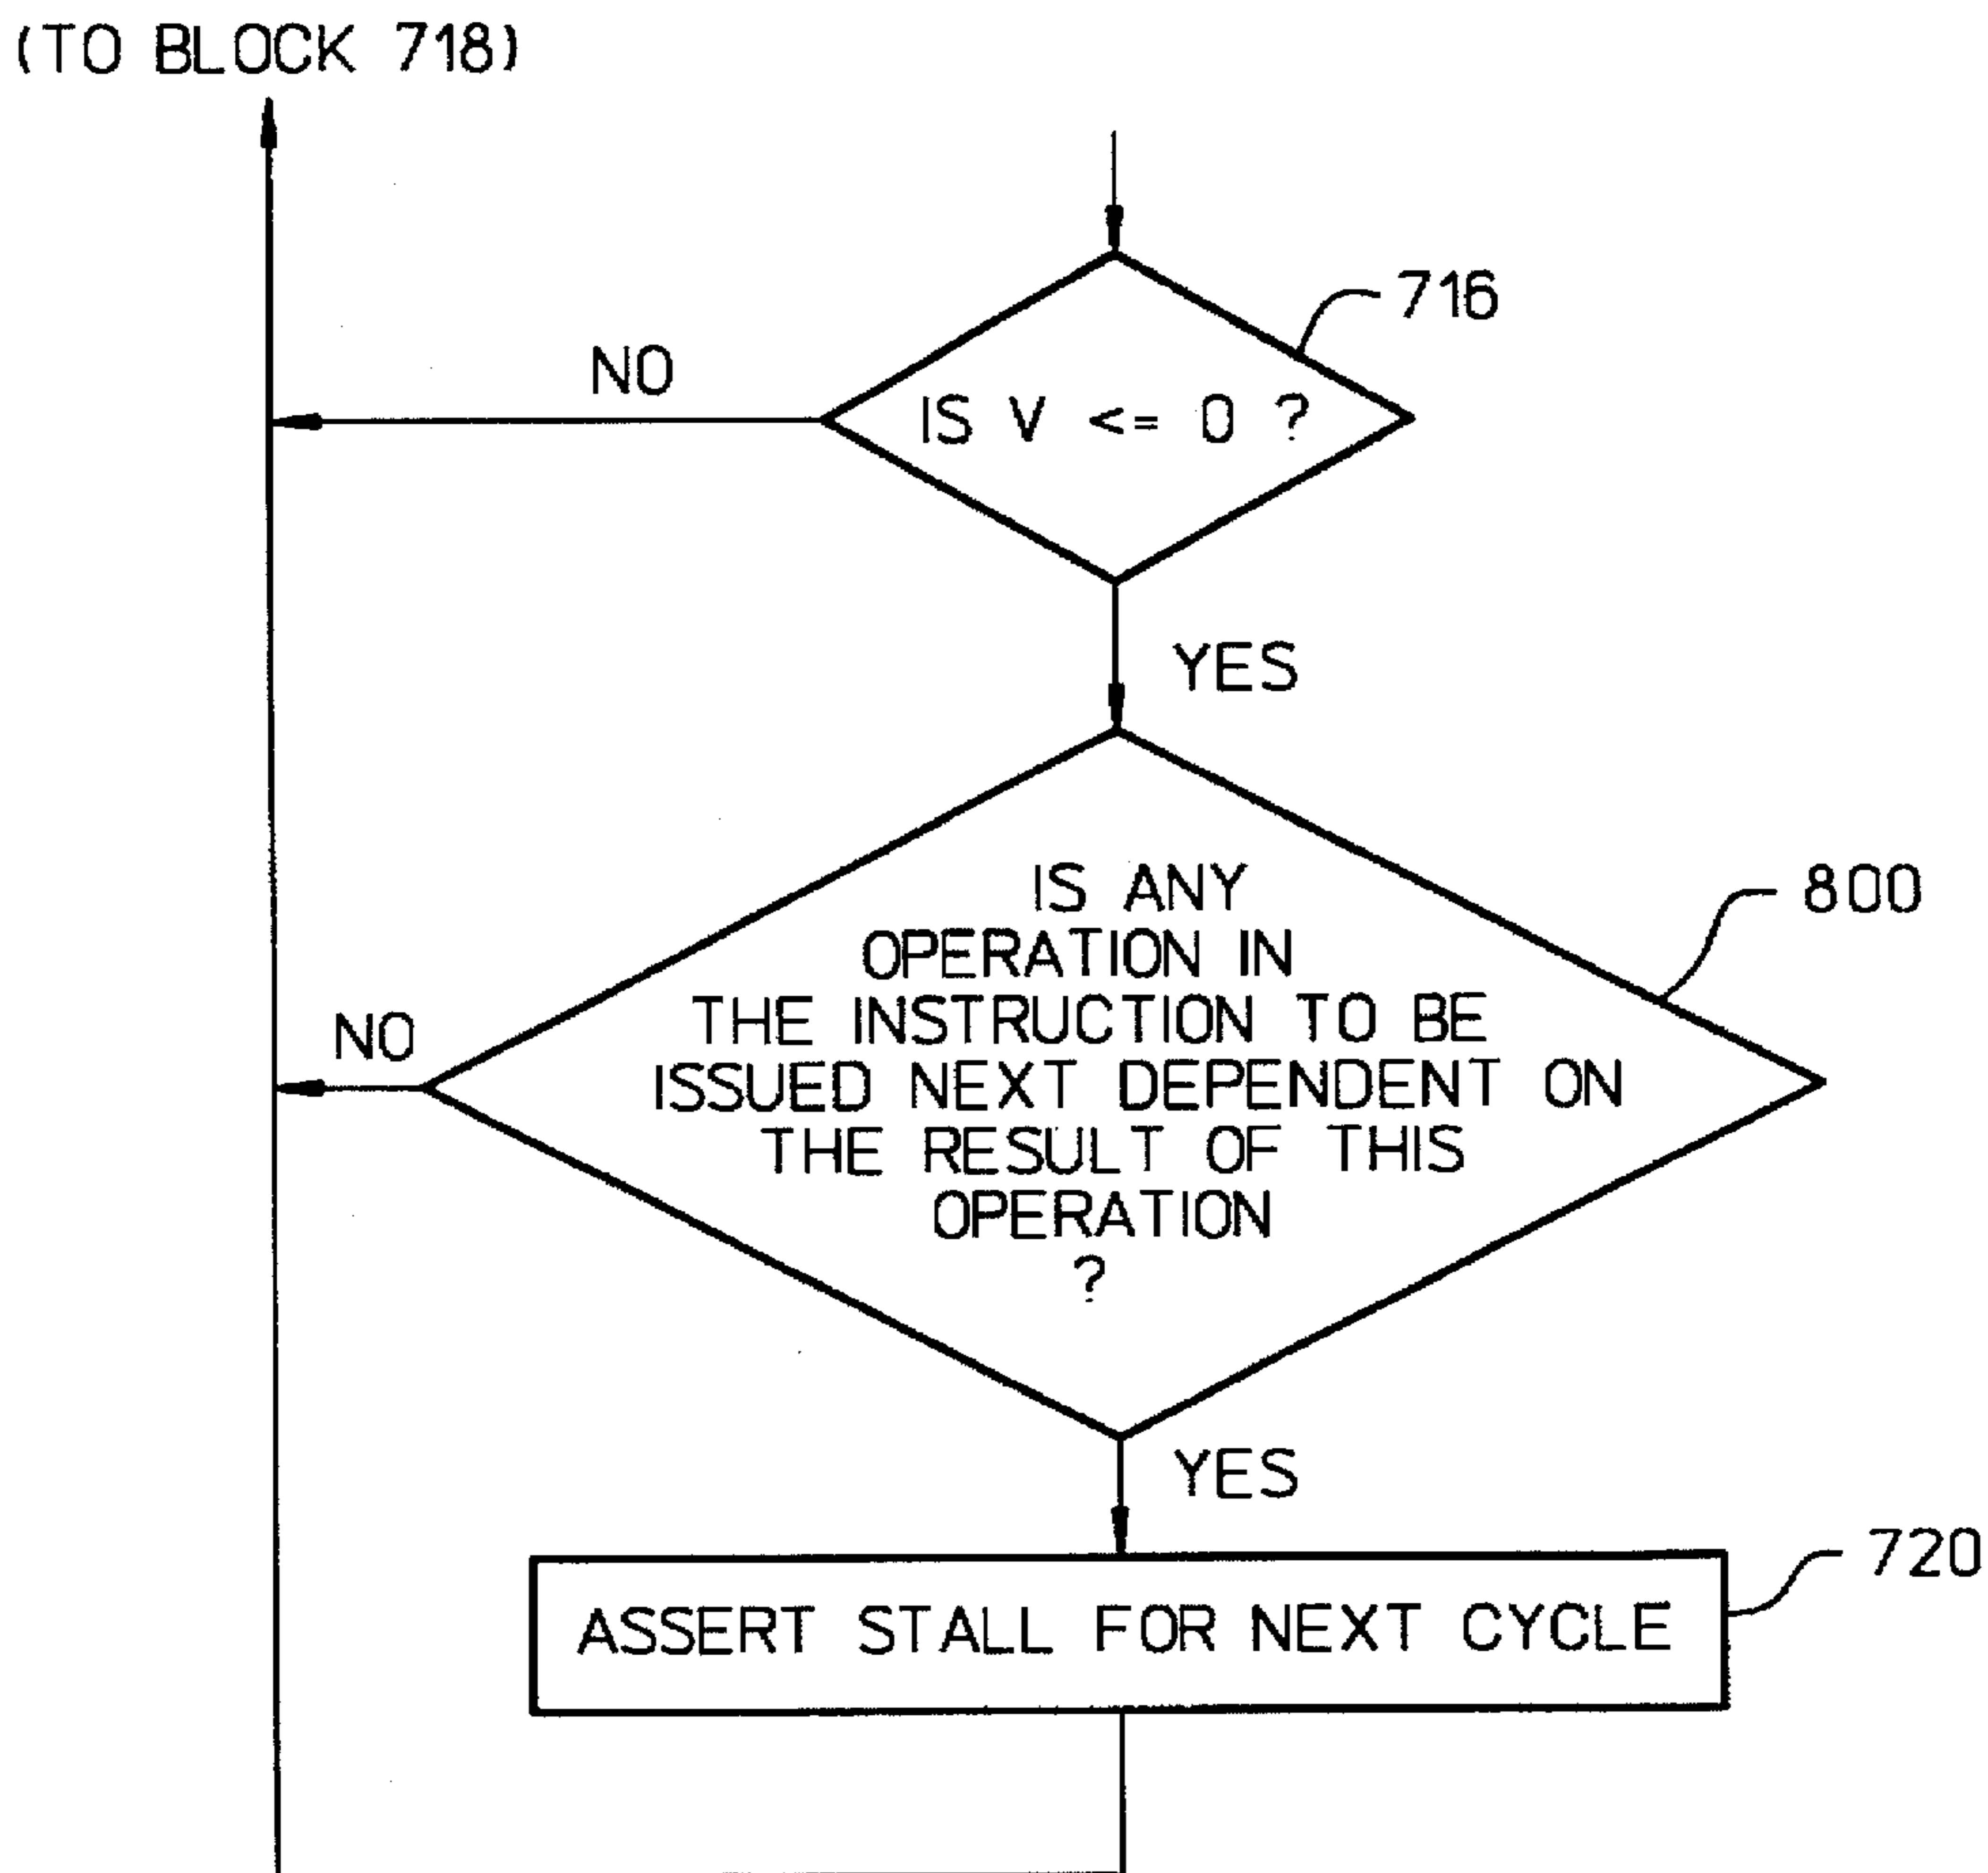 (TO BLOCK 718)
716
NO
IS V <= 0 ?
YES
IS ANY
OPERATION IN
THE INSTRUCTION TO BE
ISSUED NEXT DEPENDENT ON
THE RESULT OF THIS
OPERATION
?
800
NO
YES
720
ASSERT STALL FOR NEXT CYCLE